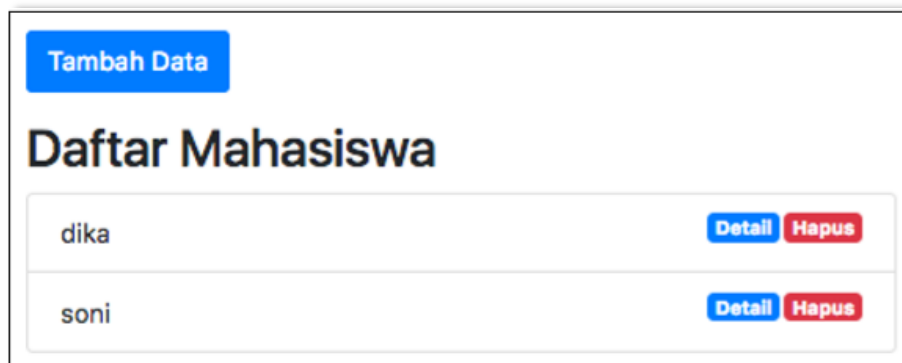 Tambah Data
Daftar Mahasiswa
dika Detail Hapus
soni Detail Hapus